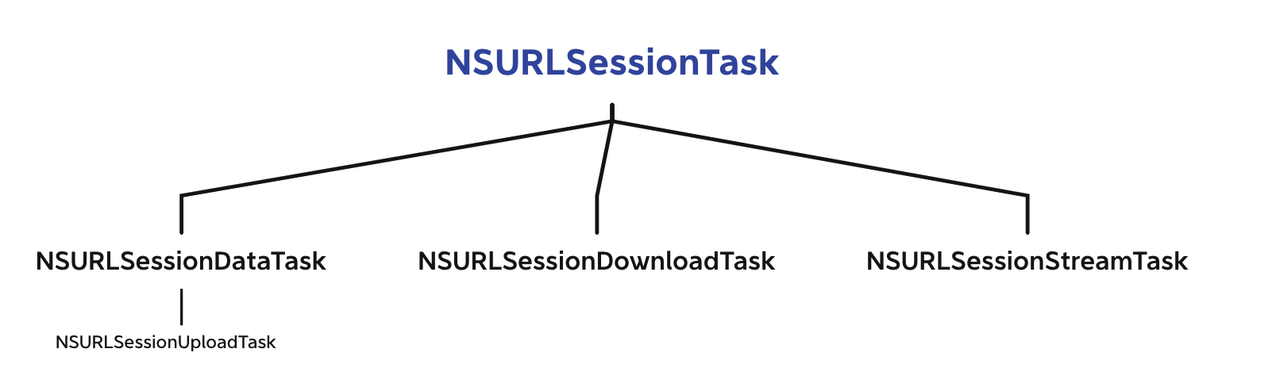 NSURLSessionTask
NSURLSessionDataTask
NSURLSessionDownloadTask
NSURLSessionStreamTask
NSURLSessionUploadTask